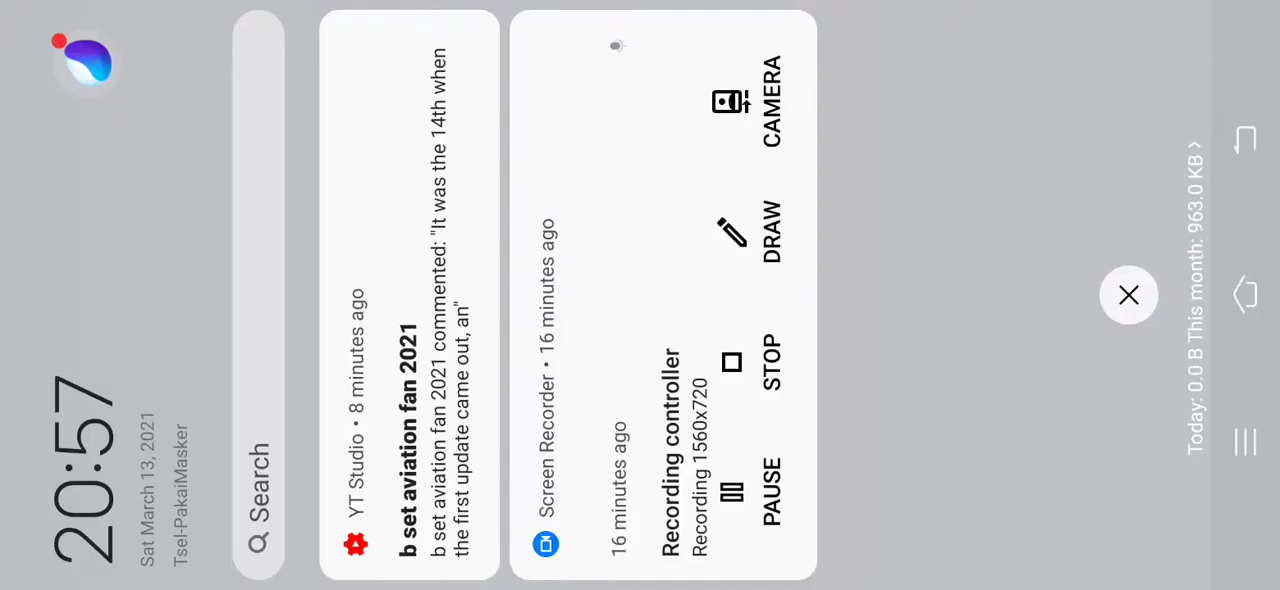 20:57
Sat March 13, 2021
Tsel-PakaiMasker
Search
YT Studio • 8 minutes ago
b set aviation fan 2021
b set aviation fan 2021 commented: "It was the 14th when
the first update came out, an"
Screen Recorder • 16 minutes ago
16 minutes ago
Recording controller
Recording 1560x720
PAUSE
STOP
DRAW
CAMERA
Today: 0.0 B This month: 963.0 KB >